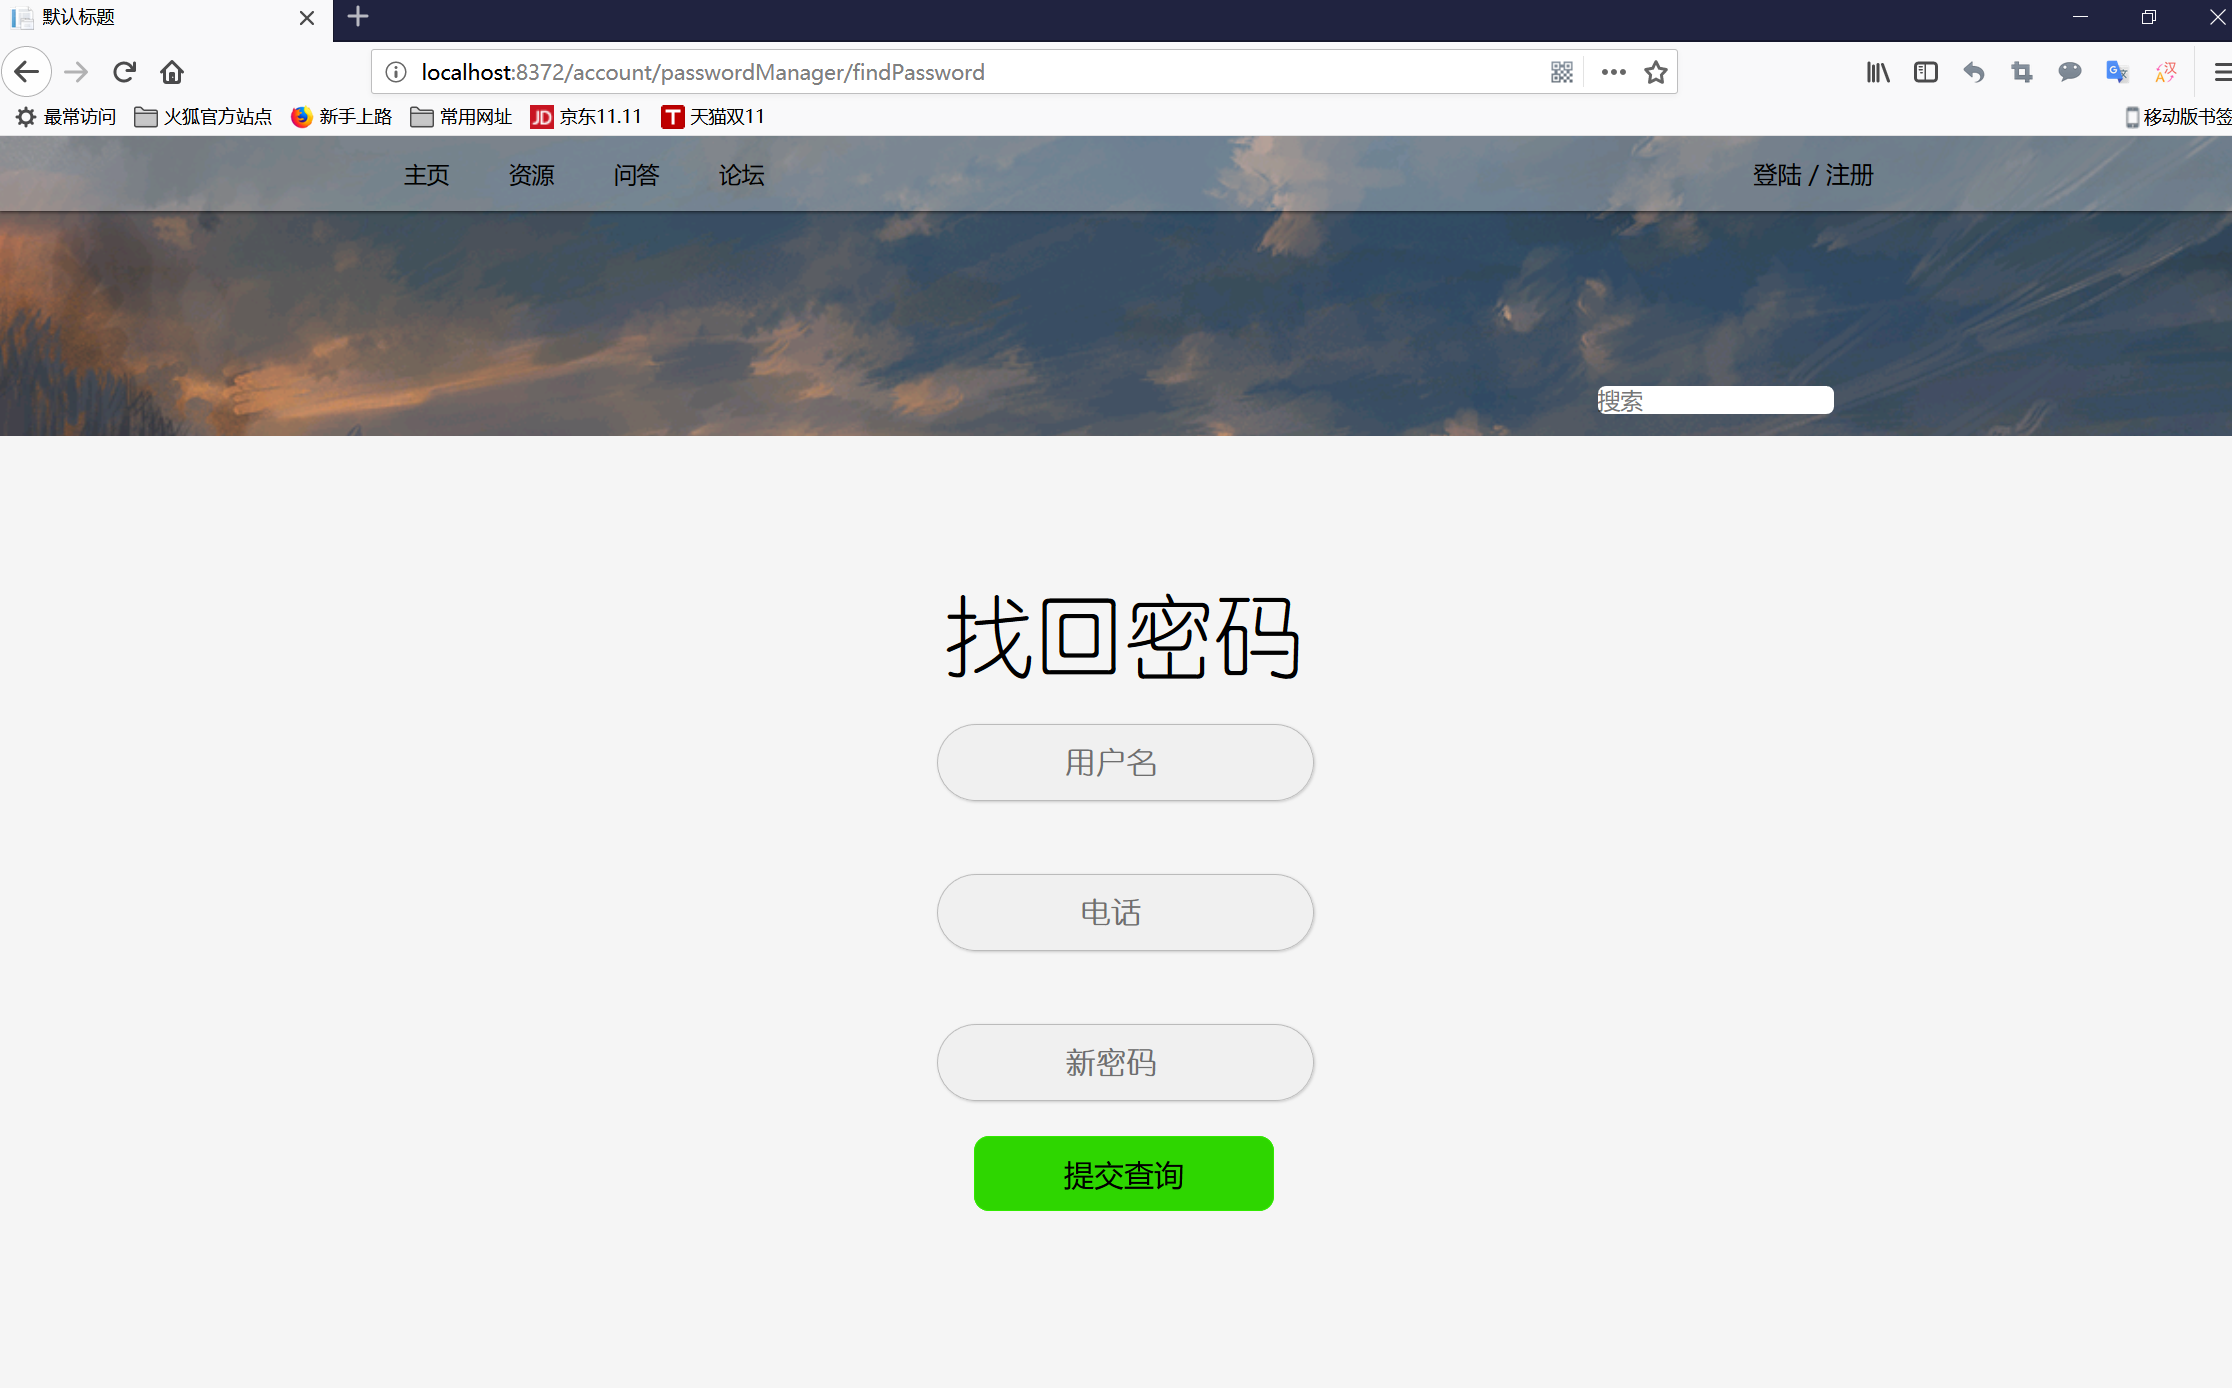 默认标题
localhost:8372/account/passwordManager/findPassword
最常访问 火狐官方站点 新手上路 常用网址 JD 京东11.11 T 天猫双11 移动版书签
主页 资源 问答 论坛 登陆 / 注册
搜索
找回密码
用户名
电话
新密码
提交查询